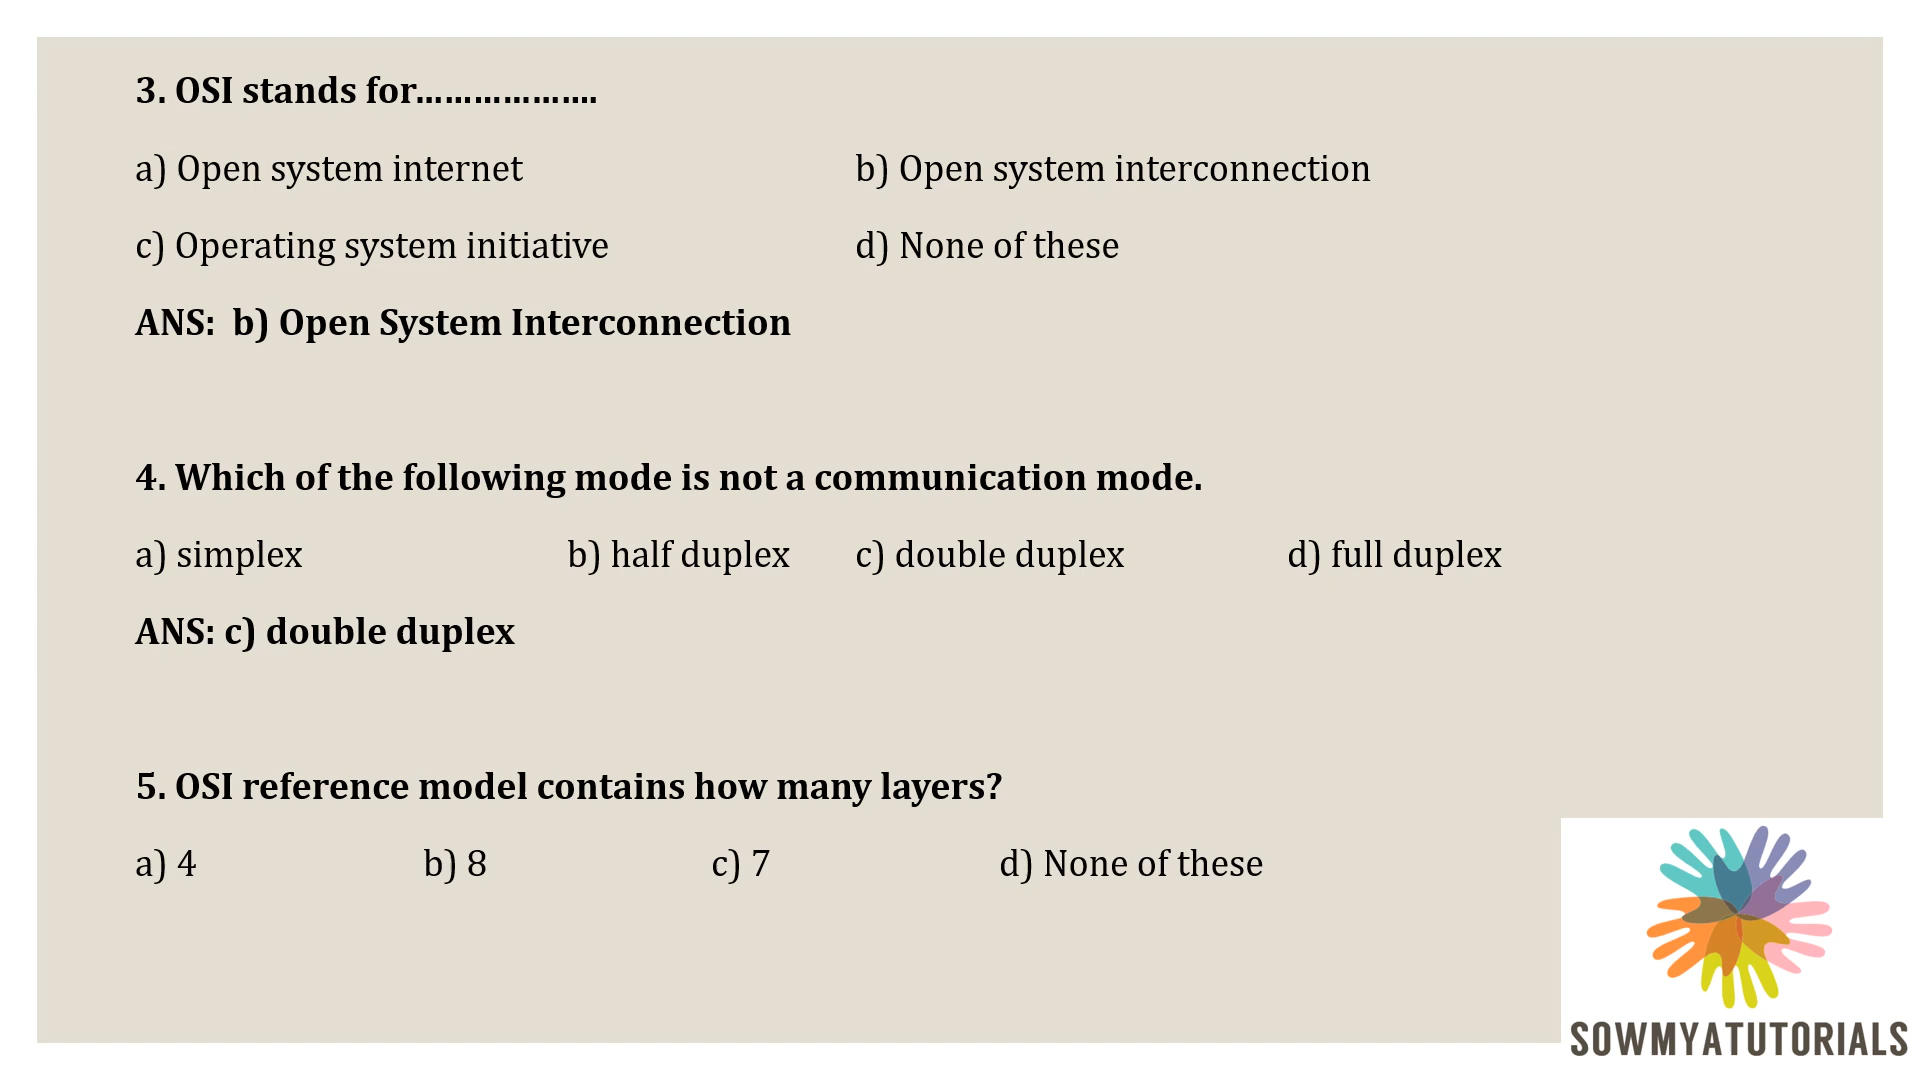 3. OSI stands for……………….
a) Open system internet b) Open system interconnection
c) Operating system initiative d) None of these
ANS:  b) Open System Interconnection
4. Which of the following mode is not a communication mode.
a) simplex b) half duplex c) double duplex d) full duplex
ANS: c) double duplex
5. OSI reference model contains how many layers?
a) 4 b) 8 c) 7 d) None of these
SOWMYATUTORIALS